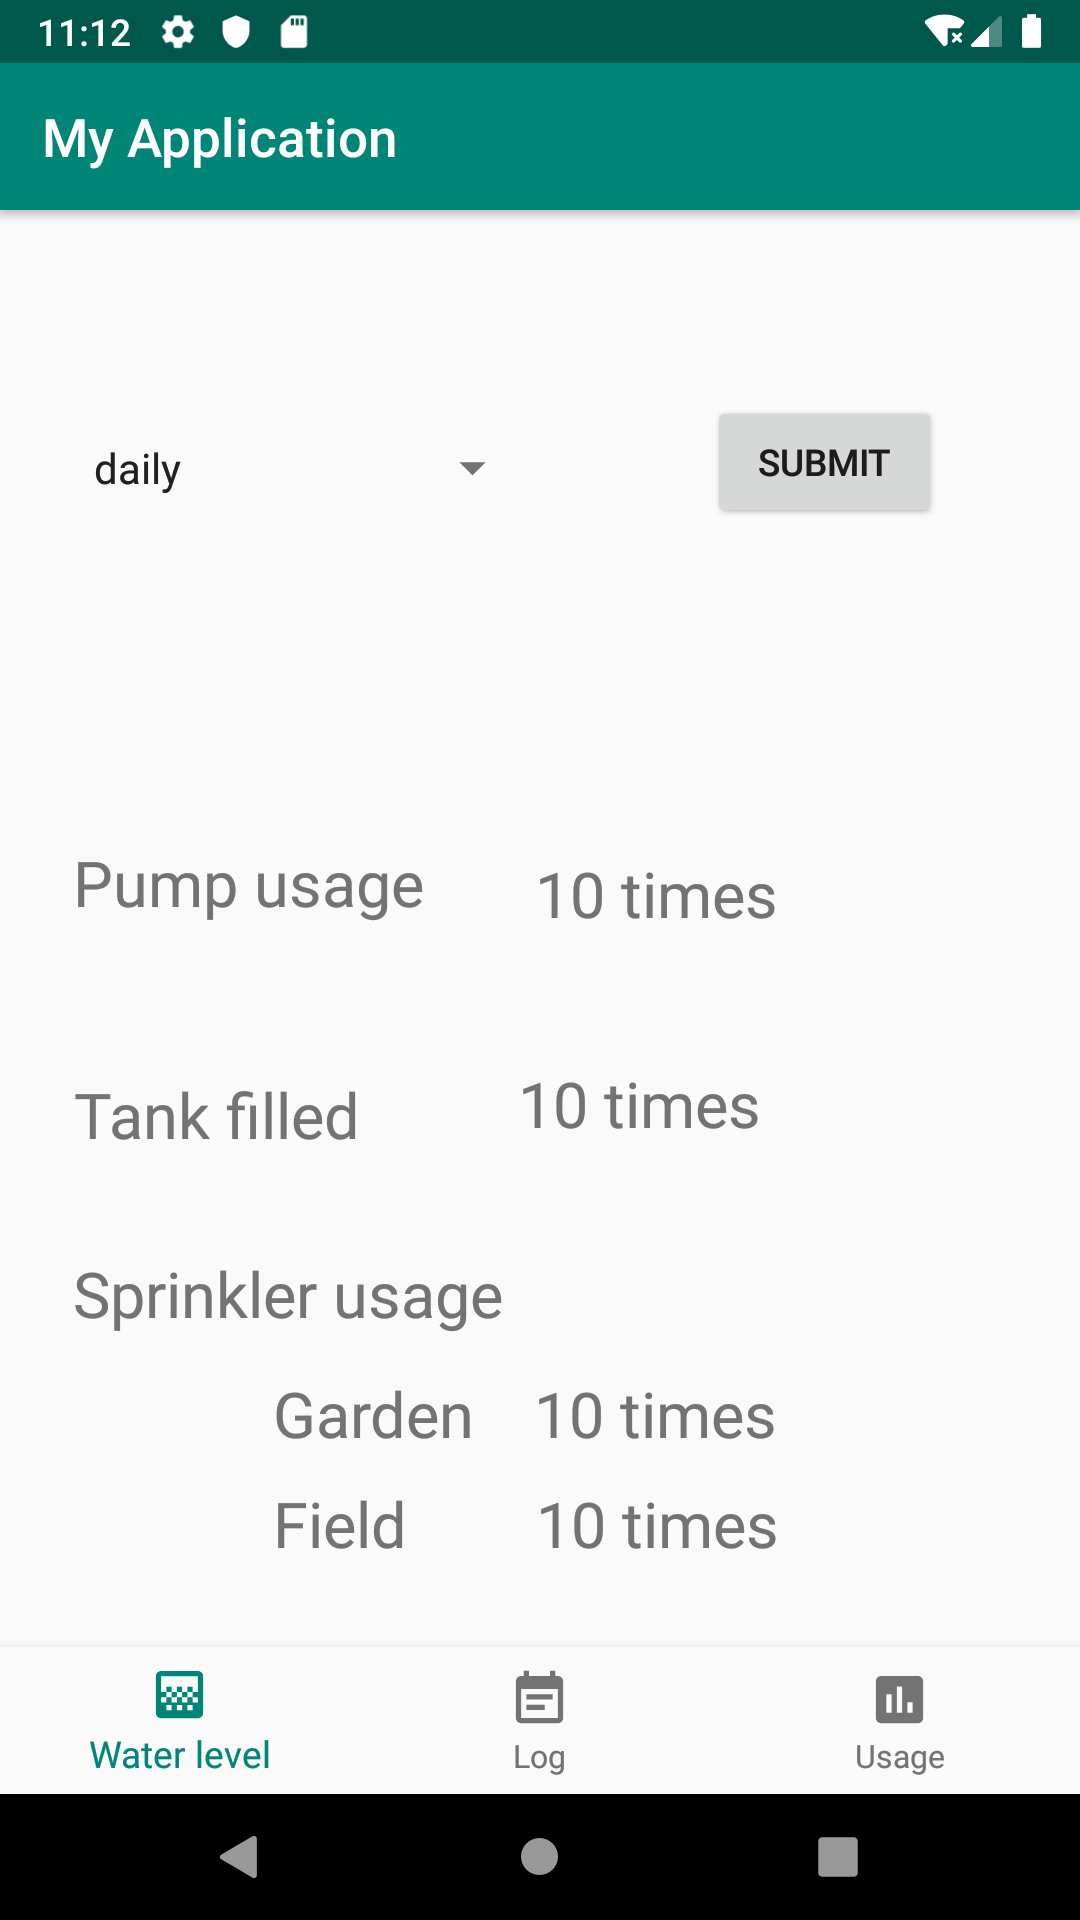 11:12
My Application
daily
SUBMIT
Pump usage 10 times
Tank filled 10 times
Sprinkler usage
Garden 10 times
Field 10 times
Water level Log Usage